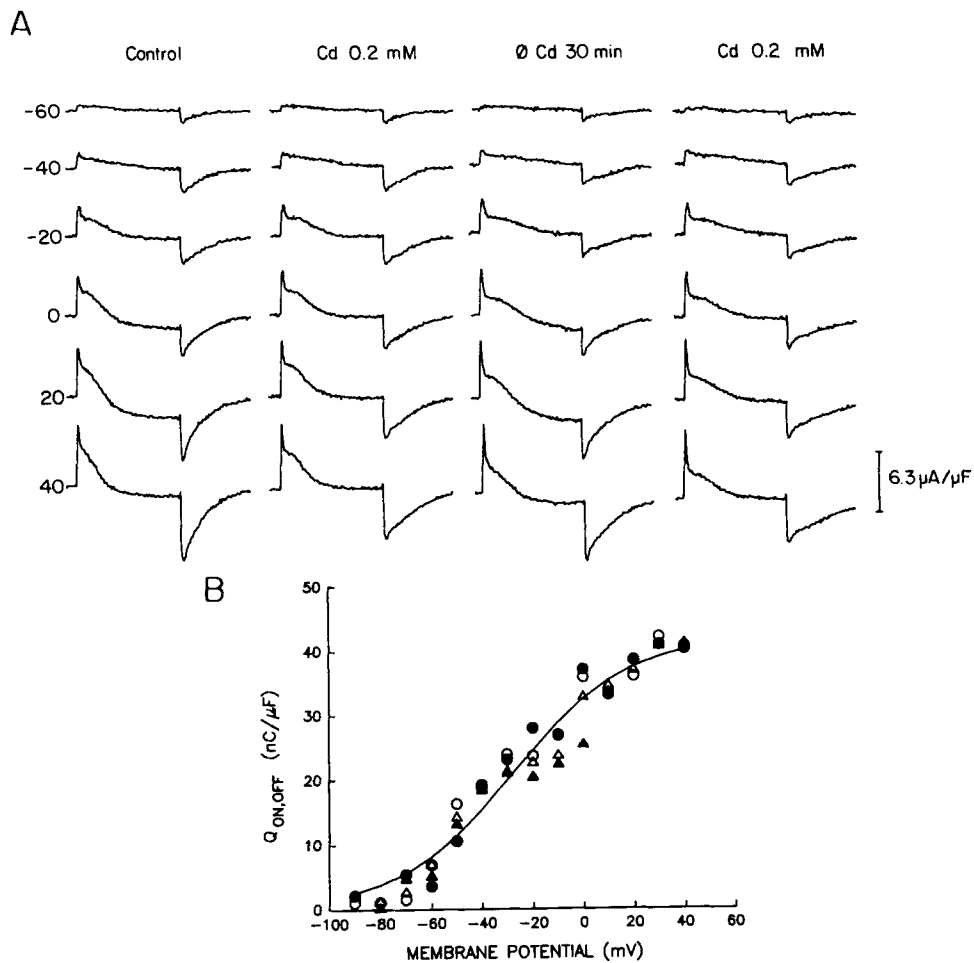 A
Control Cd 0.2 mM Ø Cd 30 min Cd 0.2 mM
-60
-40
-20
0
20
40
6.3 μA/μF
B
50
40
30
20
10
0
Q ON,OFF (nC/μF)
-100 -80 -60 -40 -20 0 20 40 60
MEMBRANE POTENTIAL (mV)